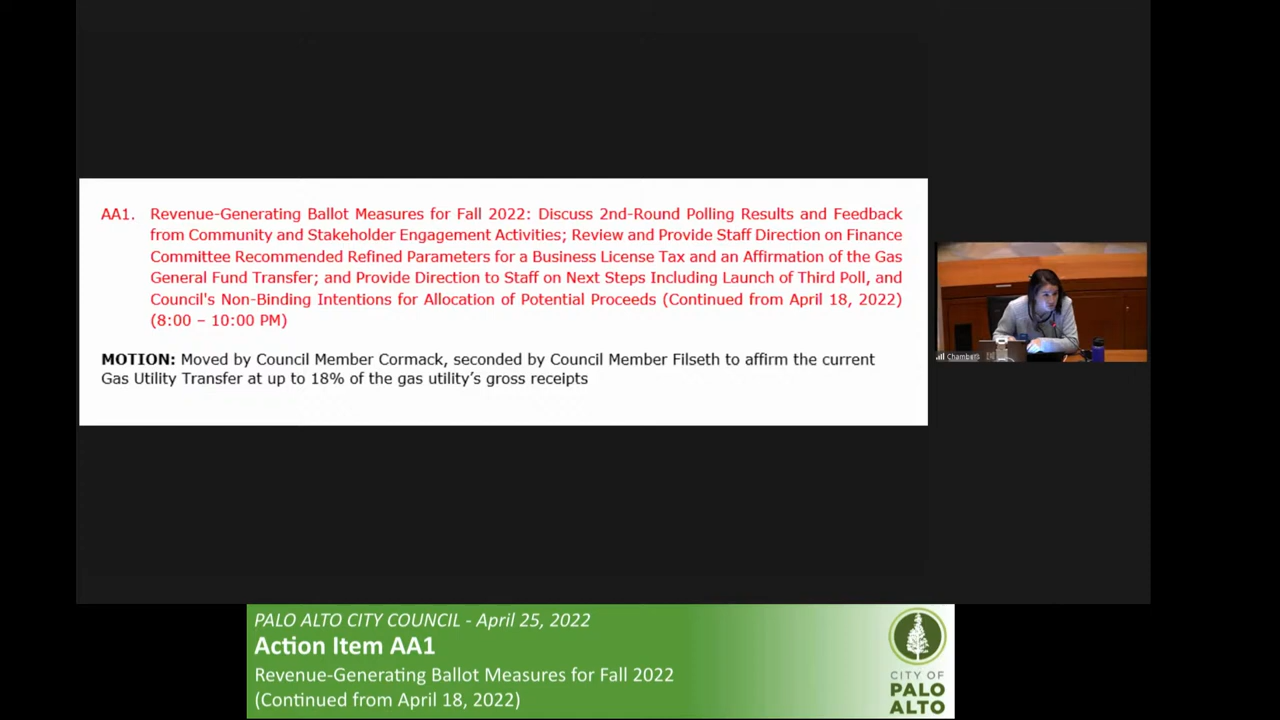 AA1. Revenue-Generating Ballot Measures for Fall 2022: Discuss 2nd-Round Polling Results and Feedback
from Community and Stakeholder Engagement Activities; Review and Provide Staff Direction on Finance
Committee Recommended Refined Parameters for a Business License Tax and an Affirmation of the Gas
General Fund Transfer; and Provide Direction to Staff on Next Steps Including Launch of Third Poll, and
Council's Non-Binding Intentions for Allocation of Potential Proceeds (Continued from April 18, 2022)
(8:00 – 10:00 PM)
MOTION: Moved by Council Member Cormack, seconded by Council Member Filseth to affirm the current
Gas Utility Transfer at up to 18% of the gas utility's gross receipts
Chambers
PALO ALTO CITY COUNCIL - April 25, 2022
Action Item AA1
Revenue-Generating Ballot Measures for Fall 2022
(Continued from April 18, 2022)
CITY OF
PALO
ALTO